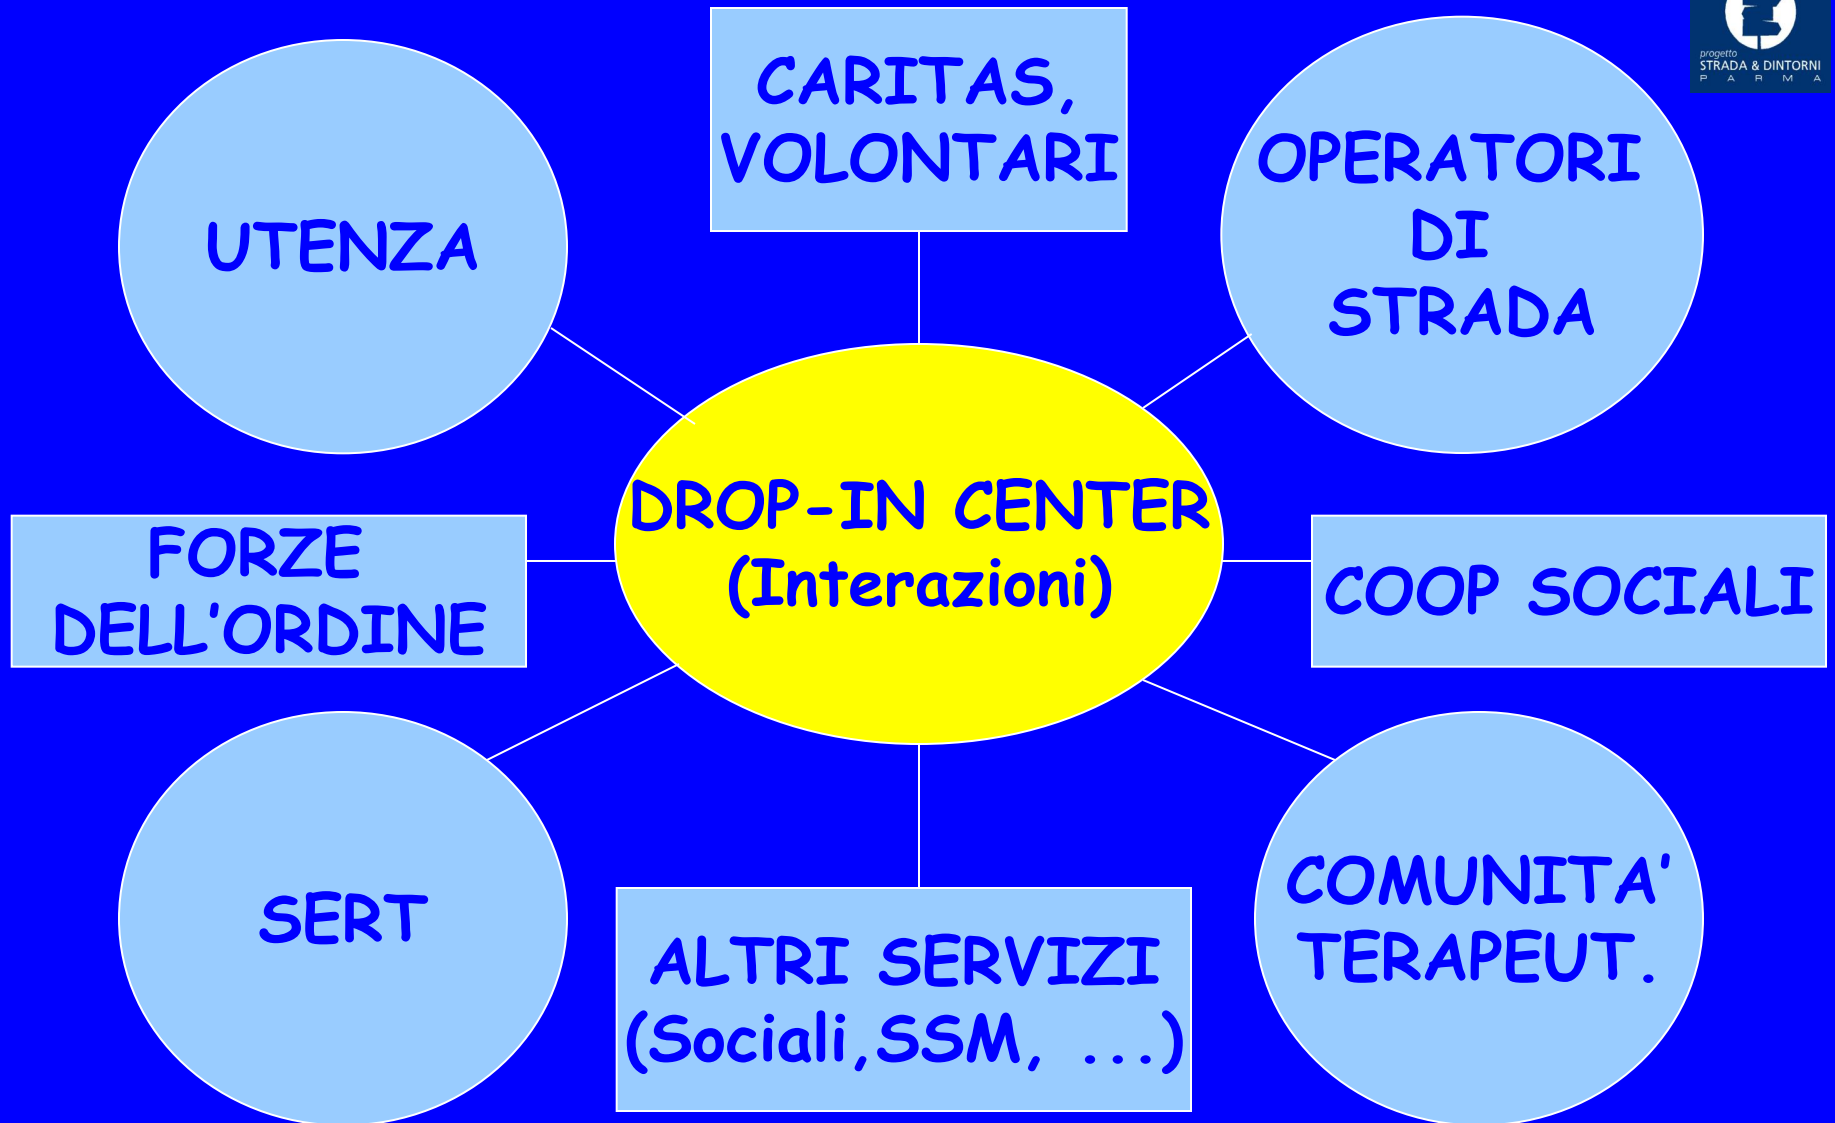 progetto
STRADA & DINTORNI
PARMA
CARITAS,
VOLONTARI
UTENZA
OPERATORI
DI
STRADA
DROP-IN CENTER
(Interazioni)
FORZE
DELL'ORDINE
COOP SOCIALI
SERT
ALTRI SERVIZI
(Sociali,SSM, ...)
COMUNITA'
TERAPEUT.